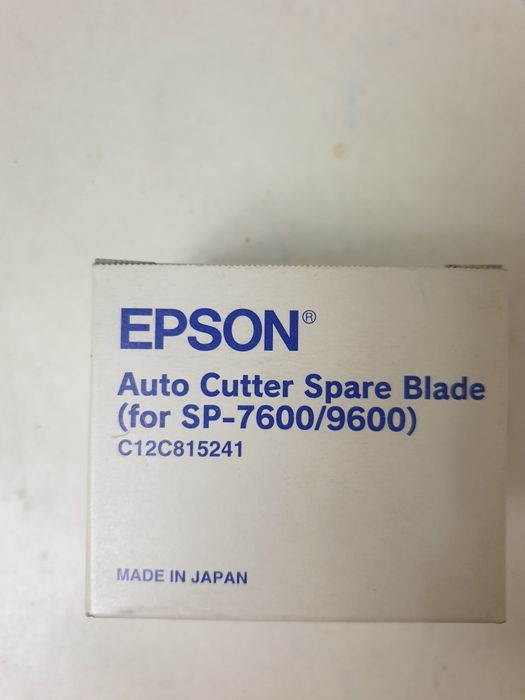 EPSON®
Auto Cutter Spare Blade
(for SP-7600/9600)
C12C815241
MADE IN JAPAN